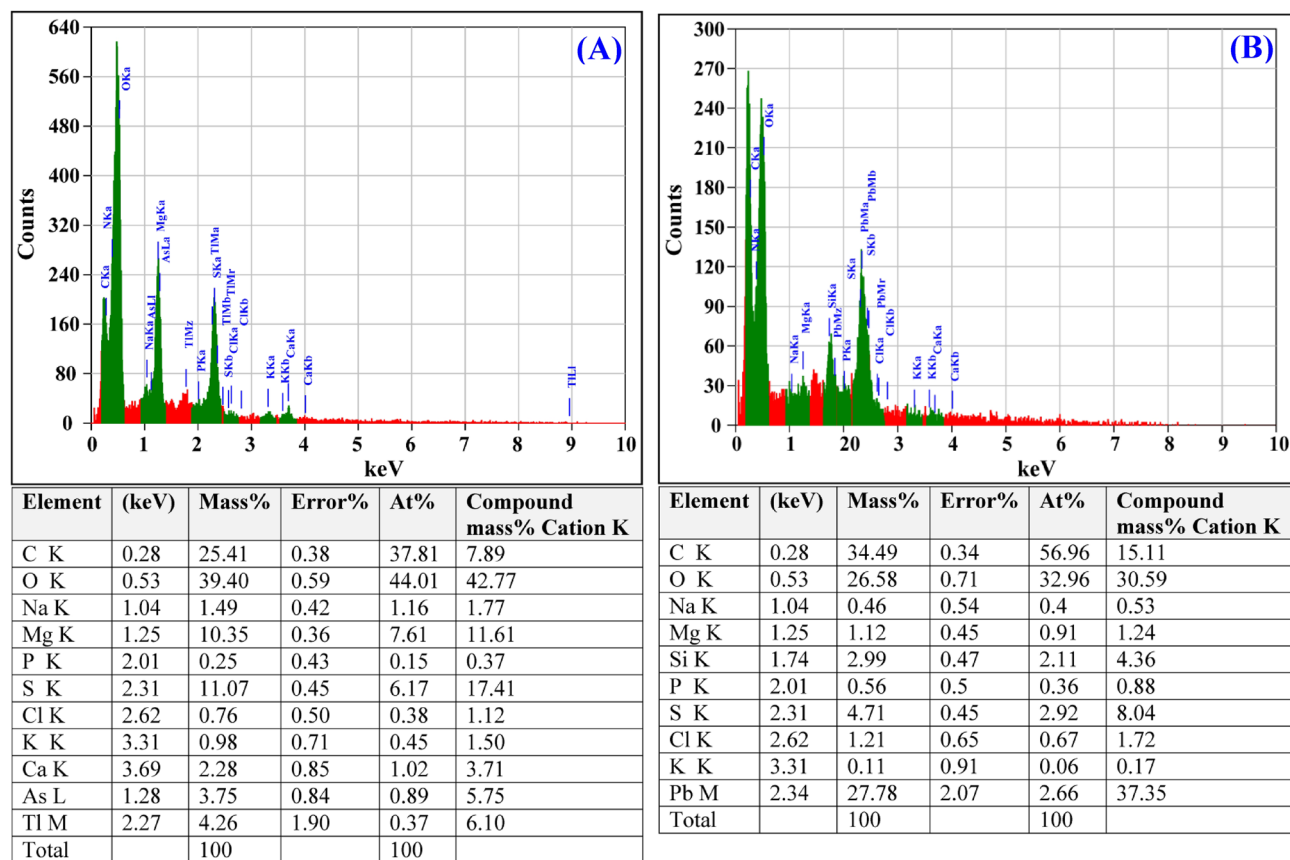 (A)
640
560
480
400
320
240
160
80
0
Counts
CKa
NKa
OKa
NaKa
AsLl
MgKa
AsLa
TlMz
PKa
SKa
TlMa
SKb
TlMb
TlMr
ClKa
ClKb
KKa
KKb
CaKa
CaKb
TlLl
0 1 2 3 4 5 6 7 8 9 10
keV
Element (keV) Mass% Error% At% Compound
mass% Cation K
C K 0.28 25.41 0.38 37.81 7.89
O K 0.53 39.40 0.59 44.01 42.77
Na K 1.04 1.49 0.42 1.16 1.77
Mg K 1.25 10.35 0.36 7.61 11.61
P K 2.01 0.25 0.43 0.15 0.37
S K 2.31 11.07 0.45 6.17 17.41
Cl K 2.62 0.76 0.50 0.38 1.12
K K 3.31 0.98 0.71 0.45 1.50
Ca K 3.69 2.28 0.85 1.02 3.71
As L 1.28 3.75 0.84 0.89 5.75
Tl M 2.27 4.26 1.90 0.37 6.10
Total 100 100
(B)
300
270
240
210
180
150
120
90
60
30
0
Counts
NKa
CKa
OKa
NaKa
MgKa
SiKa
PbMz
PKa
SKa
PbMa
SKb
PbMb
ClKa
PbMr
ClKb
KKa
KKb
CaKa
CaKb
0 1 20 3 4 5 6 7 8 9 10
keV
Element (keV) Mass% Error% At% Compound
mass% Cation K
C K 0.28 34.49 0.34 56.96 15.11
O K 0.53 26.58 0.71 32.96 30.59
Na K 1.04 0.46 0.54 0.4 0.53
Mg K 1.25 1.12 0.45 0.91 1.24
Si K 1.74 2.99 0.47 2.11 4.36
P K 2.01 0.56 0.5 0.36 0.88
S K 2.31 4.71 0.45 2.92 8.04
Cl K 2.62 1.21 0.65 0.67 1.72
K K 3.31 0.11 0.91 0.06 0.17
Pb M 2.34 27.78 2.07 2.66 37.35
Total 100 100